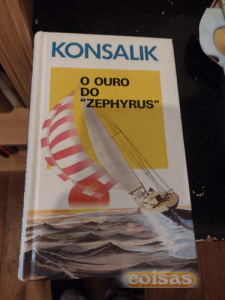 KONSALIK
O OURO
DO
"ZEPHYRUS"
coisas